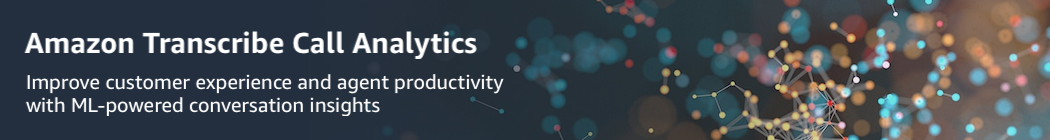 Amazon Transcribe Call Analytics
Improve customer experience and agent productivity
with ML-powered conversation insights